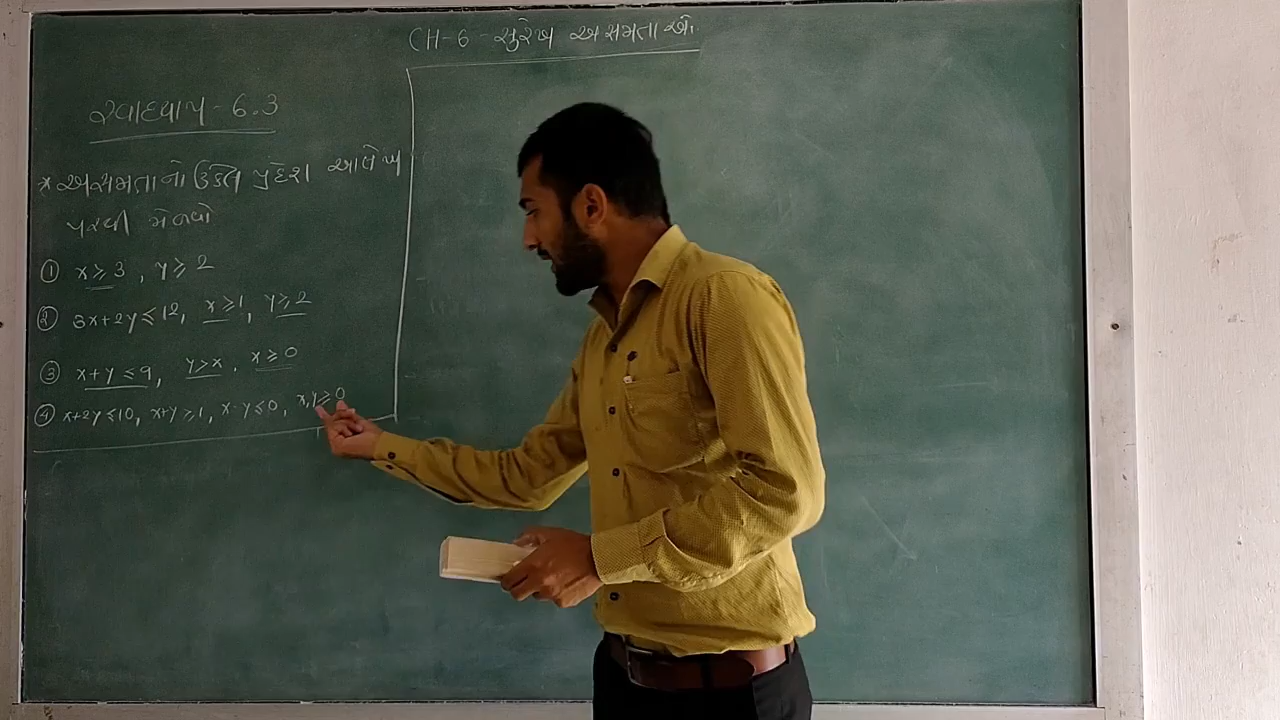 CH-6 - સુરેખ અસમતાઓ.
સ્વાધ્યાય - 6.3
* અસમતાનો ઉકેલ પ્રદેશ આલેખ
પરથી મેળવો
① x ≥ 3 , y ≥ 2
② 3x+2y ≤ 12, x ≥ 1, y ≥ 2
③ x + y ≤ 9, y > x, x ≥ 0
④ x+2y ≤ 10, x+y ≥ 1, x-y ≤ 0, x,y ≥ 0